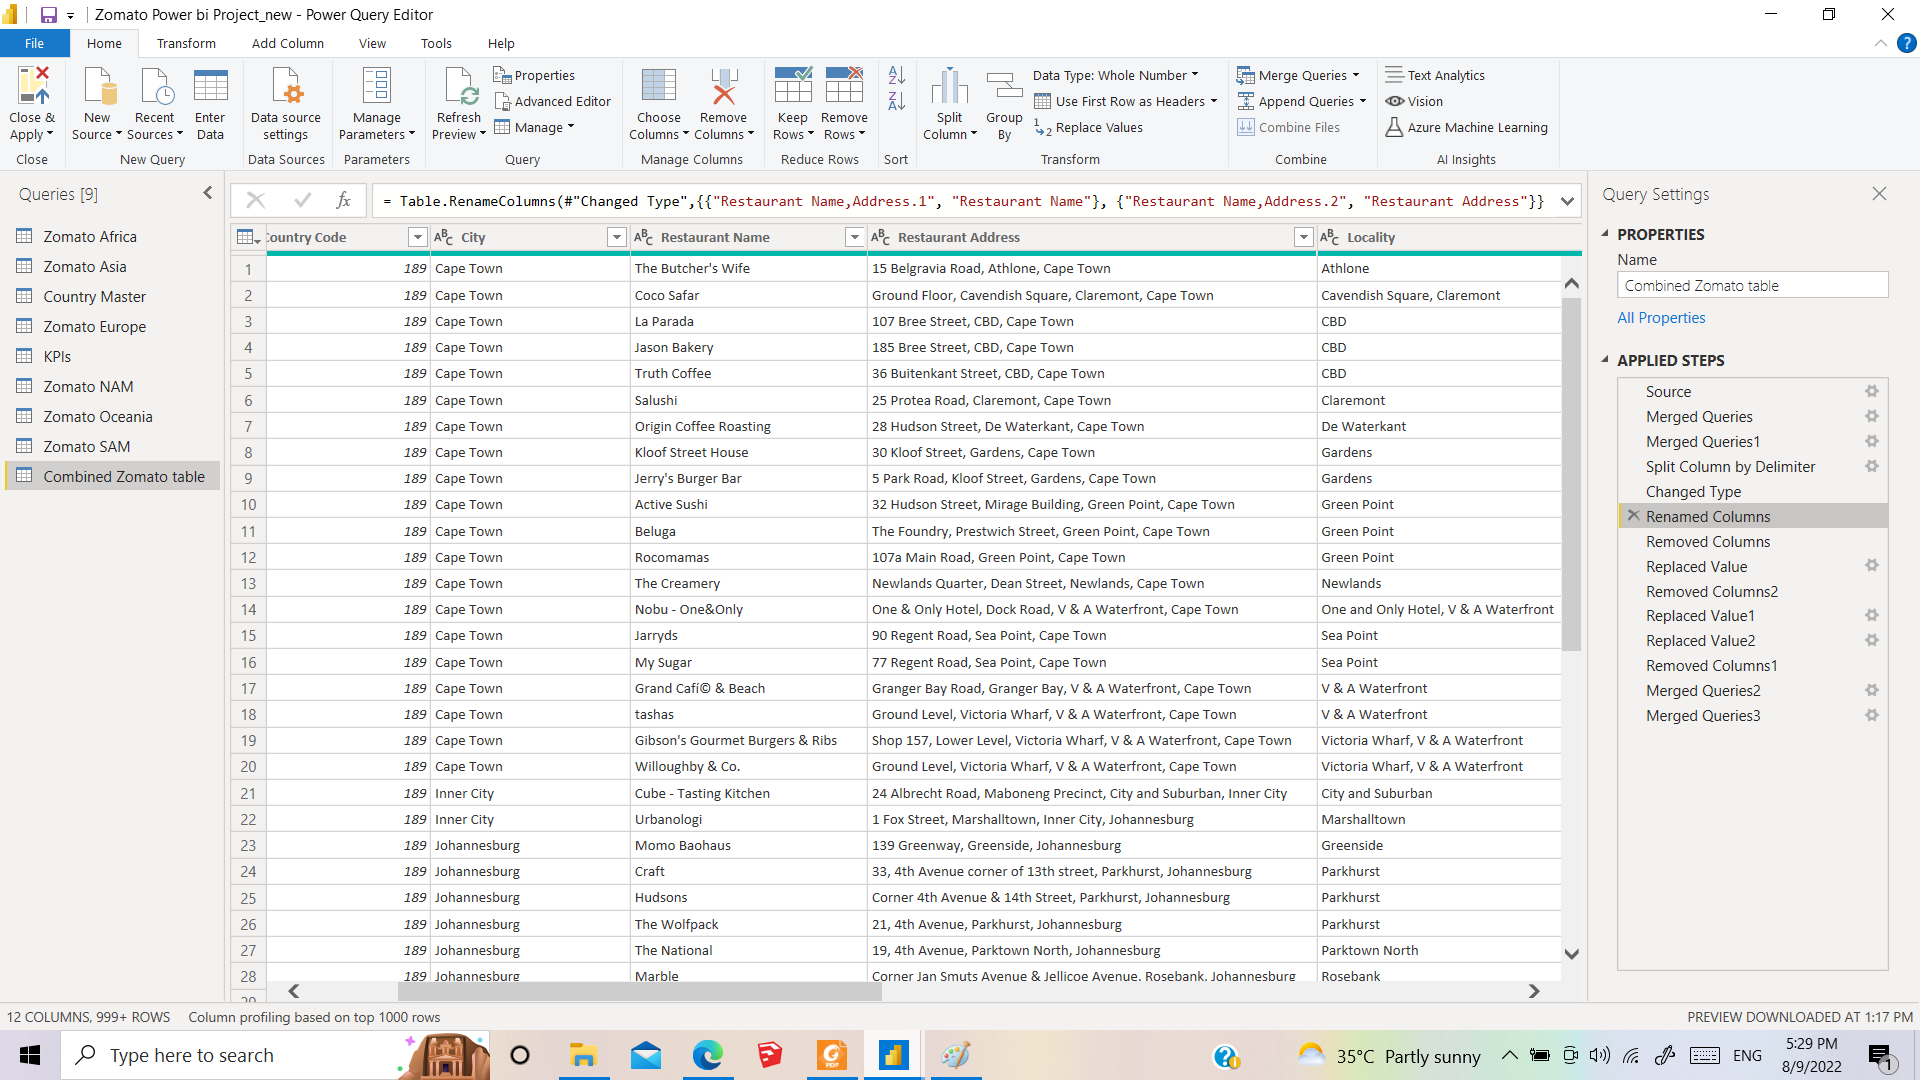 Zomato Power bi Project_new - Power Query Editor
File Home Transform Add Column View Tools Help
Close & Apply
Close
New Source
Recent Sources
Enter Data
New Query
Data source settings
Data Sources
Manage Parameters
Parameters
Refresh Preview
Properties
Advanced Editor
Manage
Query
Choose Columns
Remove Columns
Manage Columns
Keep Rows
Remove Rows
Reduce Rows
Sort
Split Column
Group By
Data Type: Whole Number
Use First Row as Headers
Replace Values
Transform
Merge Queries
Append Queries
Combine Files
Combine
Text Analytics
Vision
Azure Machine Learning
AI Insights
Queries [9]
Zomato Africa
Zomato Asia
Country Master
Zomato Europe
KPIs
Zomato NAM
Zomato Oceania
Zomato SAM
Combined Zomato table
fx = Table.RenameColumns(#"Changed Type",{{"Restaurant Name,Address.1", "Restaurant Name"}, {"Restaurant Name,Address.2", "Restaurant Address"}}
ountry Code City Restaurant Name Restaurant Address Locality
1 189 Cape Town The Butcher's Wife 15 Belgravia Road, Athlone, Cape Town Athlone
2 189 Cape Town Coco Safar Ground Floor, Cavendish Square, Claremont, Cape Town Cavendish Square, Claremont
3 189 Cape Town La Parada 107 Bree Street, CBD, Cape Town CBD
4 189 Cape Town Jason Bakery 185 Bree Street, CBD, Cape Town CBD
5 189 Cape Town Truth Coffee 36 Buitenkant Street, CBD, Cape Town CBD
6 189 Cape Town Salushi 25 Protea Road, Claremont, Cape Town Claremont
7 189 Cape Town Origin Coffee Roasting 28 Hudson Street, De Waterkant, Cape Town De Waterkant
8 189 Cape Town Kloof Street House 30 Kloof Street, Gardens, Cape Town Gardens
9 189 Cape Town Jerry's Burger Bar 5 Park Road, Kloof Street, Gardens, Cape Town Gardens
10 189 Cape Town Active Sushi 32 Hudson Street, Mirage Building, Green Point, Cape Town Green Point
11 189 Cape Town Beluga The Foundry, Prestwich Street, Green Point, Cape Town Green Point
12 189 Cape Town Rocomamas 107a Main Road, Green Point, Cape Town Green Point
13 189 Cape Town The Creamery Newlands Quarter, Dean Street, Newlands, Cape Town Newlands
14 189 Cape Town Nobu - One&Only One & Only Hotel, Dock Road, V & A Waterfront, Cape Town One and Only Hotel, V & A Waterfront
15 189 Cape Town Jarryds 90 Regent Road, Sea Point, Cape Town Sea Point
16 189 Cape Town My Sugar 77 Regent Road, Sea Point, Cape Town Sea Point
17 189 Cape Town Grand Cafí© & Beach Granger Bay Road, Granger Bay, V & A Waterfront, Cape Town V & A Waterfront
18 189 Cape Town tashas Ground Level, Victoria Wharf, V & A Waterfront, Cape Town V & A Waterfront
19 189 Cape Town Gibson's Gourmet Burgers & Ribs Shop 157, Lower Level, Victoria Wharf, V & A Waterfront, Cape Town Victoria Wharf, V & A Waterfront
20 189 Cape Town Willoughby & Co. Ground Level, Victoria Wharf, V & A Waterfront, Cape Town Victoria Wharf, V & A Waterfront
21 189 Inner City Cube - Tasting Kitchen 24 Albrecht Road, Maboneng Precinct, City and Suburban, Inner City City and Suburban
22 189 Inner City Urbanologi 1 Fox Street, Marshalltown, Inner City, Johannesburg Marshalltown
23 189 Johannesburg Momo Baohaus 139 Greenway, Greenside, Johannesburg Greenside
24 189 Johannesburg Craft 33, 4th Avenue corner of 13th street, Parkhurst, Johannesburg Parkhurst
25 189 Johannesburg Hudsons Corner 4th Avenue & 14th Street, Parkhurst, Johannesburg Parkhurst
26 189 Johannesburg The Wolfpack 21, 4th Avenue, Parkhurst, Johannesburg Parkhurst
27 189 Johannesburg The National 19, 4th Avenue, Parktown North, Johannesburg Parktown North
28 189 Johannesburg Marble Corner Jan Smuts Avenue & Jellicoe Avenue, Rosebank, Johannesburg Rosebank
29
Query Settings
PROPERTIES
Name
Combined Zomato table
All Properties
APPLIED STEPS
Source
Merged Queries
Merged Queries1
Split Column by Delimiter
Changed Type
Renamed Columns
Removed Columns
Replaced Value
Removed Columns2
Replaced Value1
Replaced Value2
Removed Columns1
Merged Queries2
Merged Queries3
12 COLUMNS, 999+ ROWS Column profiling based on top 1000 rows
PREVIEW DOWNLOADED AT 1:17 PM
Type here to search
35°C Partly sunny
ENG
5:29 PM
8/9/2022
1